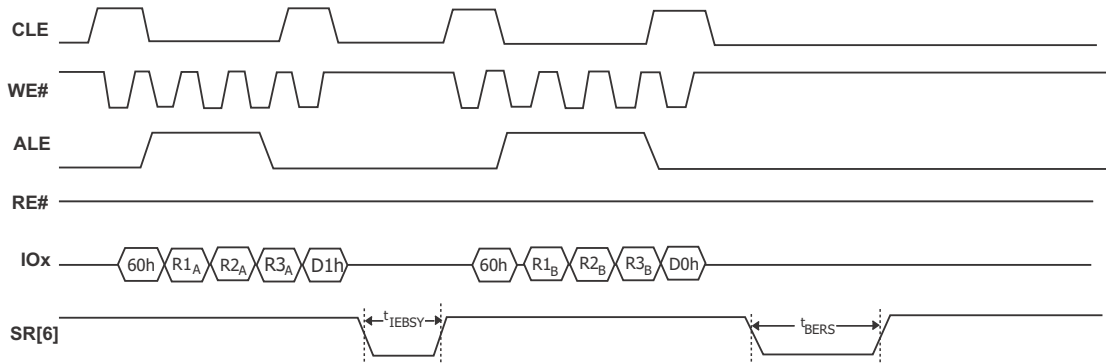 CLE
WE#
ALE
RE#
IOx 60h R1A R2A R3A D1h 60h R1B R2B R3B D0h
SR[6] tIEBSY tBERS